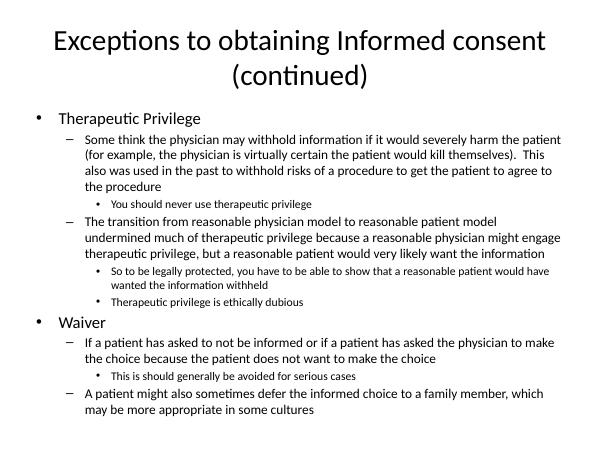 Exceptions to obtaining Informed consent
(continued)
• Therapeutic Privilege
– Some think the physician may withhold information if it would severely harm the patient
(for example, the physician is virtually certain the patient would kill themselves).  This
also was used in the past to withhold risks of a procedure to get the patient to agree to
the procedure
• You should never use therapeutic privilege
– The transition from reasonable physician model to reasonable patient model
undermined much of therapeutic privilege because a reasonable physician might engage
therapeutic privilege, but a reasonable patient would very likely want the information
• So to be legally protected, you have to be able to show that a reasonable patient would have
wanted the information withheld
• Therapeutic privilege is ethically dubious
• Waiver
– If a patient has asked to not be informed or if a patient has asked the physician to make
the choice because the patient does not want to make the choice
• This is should generally be avoided for serious cases
– A patient might also sometimes defer the informed choice to a family member, which
may be more appropriate in some cultures